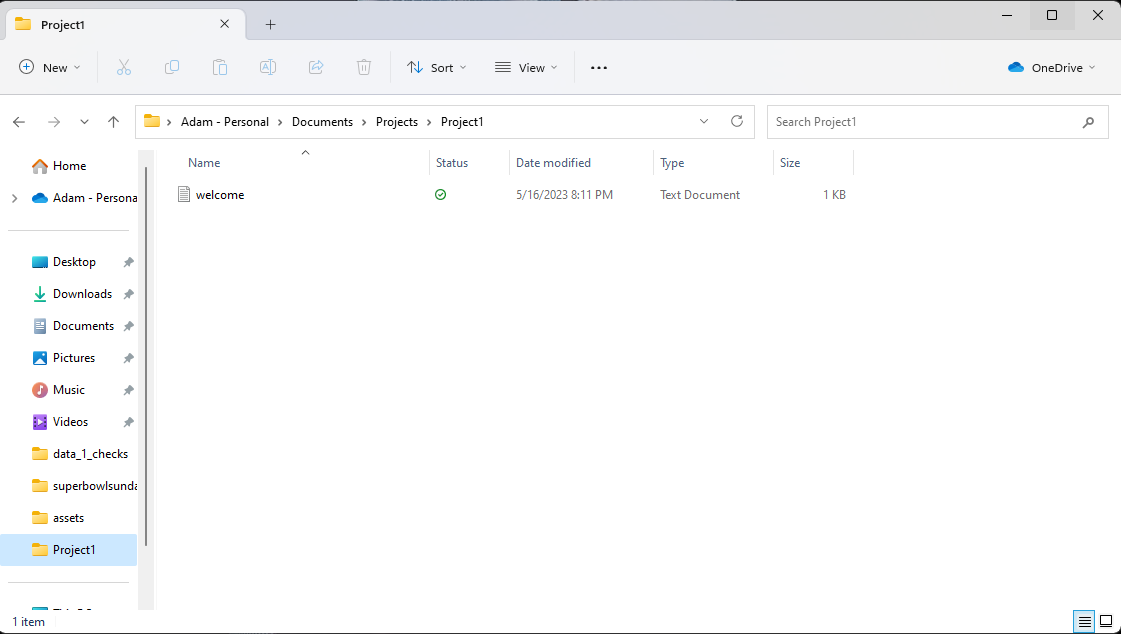 Project1
New
Sort
View
OneDrive
Adam - Personal > Documents > Projects > Project1
Search Project1
Name Status Date modified Type Size
welcome 5/16/2023 8:11 PM Text Document 1 KB
Home
Adam - Persona
Desktop
Downloads
Documents
Pictures
Music
Videos
data_1_checks
superbowlsunda
assets
Project1
1 item